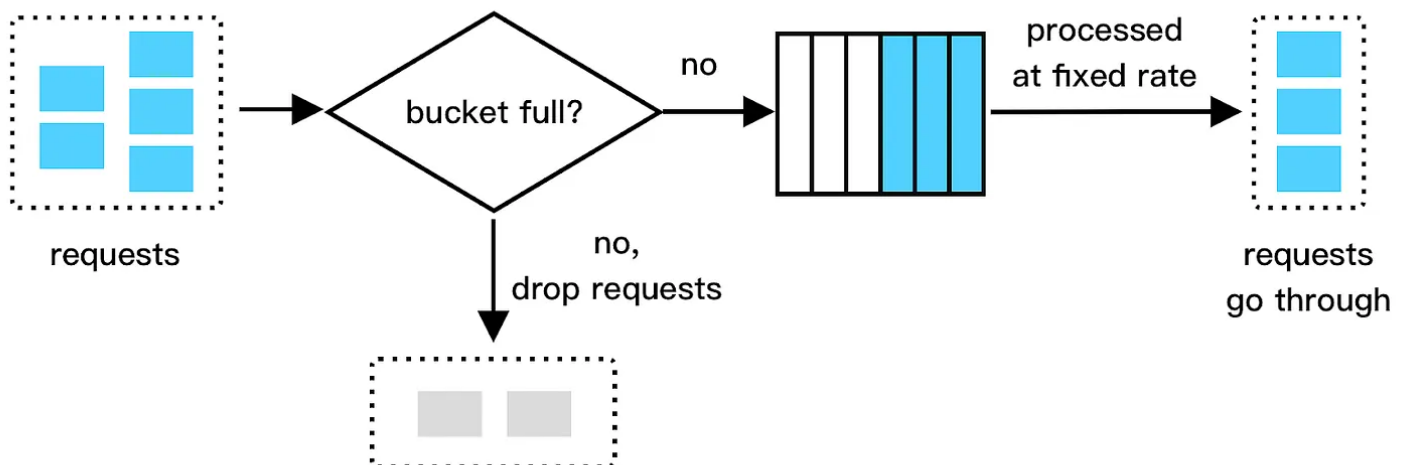 requests
bucket full?
no
no,
drop requests
processed
at fixed rate
requests
go through